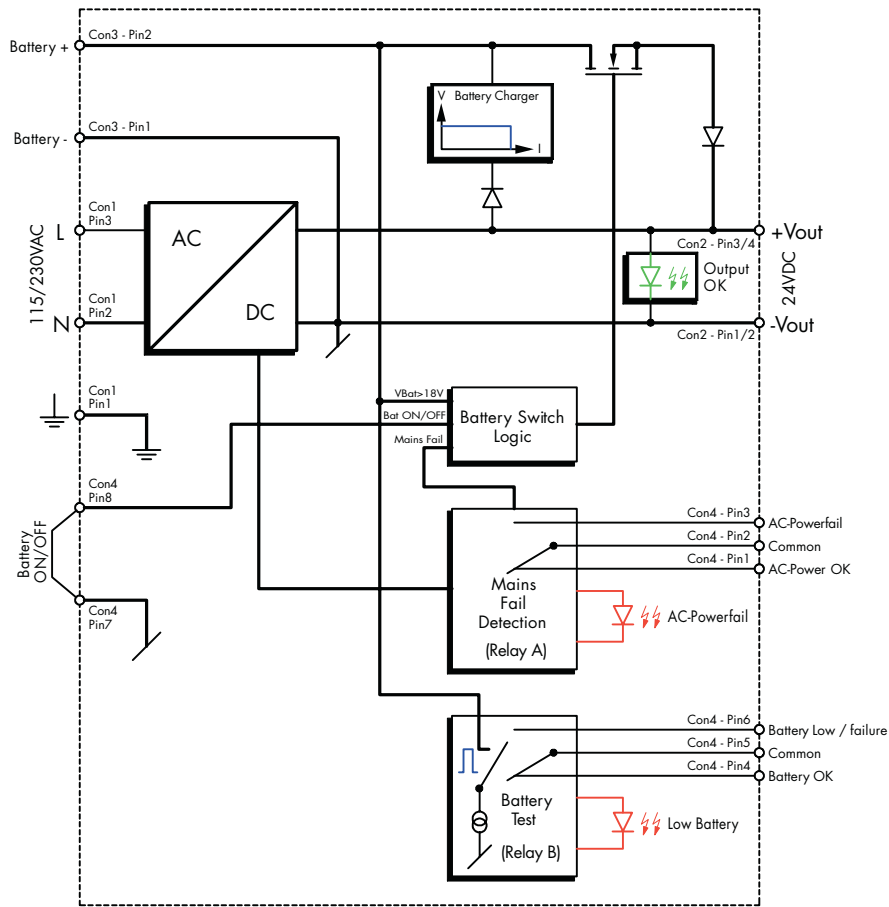 Con3 - Pin2
Battery +
V Battery Charger
I
Con3 - Pin1
Battery -
Con1
Pin3
L
115/230VAC
Con1
Pin2
N
AC
DC
+Vout
Con2 - Pin3/4
Output
OK
24VDC
-Vout
Con2 - Pin1/2
Con1
Pin1
VBat>18V
Bat ON/OFF
Mains Fail
Battery Switch
Logic
Con4
Pin8
Battery
ON/OFF
Con4
Pin7
Con4 - Pin3
AC-Powerfail
Con4 - Pin2
Common
Con4 - Pin1
AC-Power OK
Mains
Fail
Detection
(Relay A)
AC-Powerfail
Con4 - Pin6
Battery Low / failure
Con4 - Pin5
Common
Con4 - Pin4
Battery OK
Battery
Test
(Relay B)
Low Battery